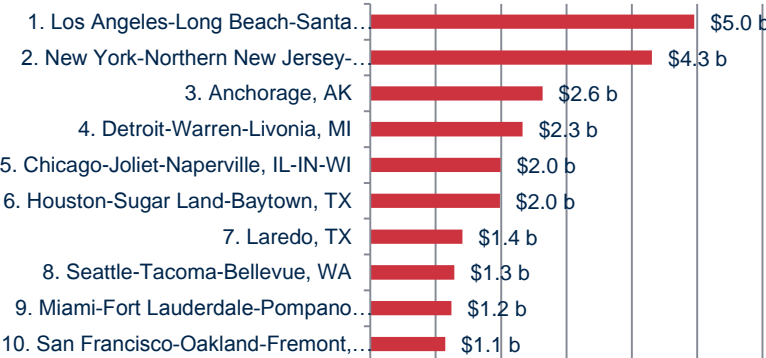 1. Los Angeles-Long Beach-Santa… $5.0 b
2. New York-Northern New Jersey-… $4.3 b
3. Anchorage, AK $2.6 b
4. Detroit-Warren-Livonia, MI $2.3 b
5. Chicago-Joliet-Naperville, IL-IN-WI $2.0 b
6. Houston-Sugar Land-Baytown, TX $2.0 b
7. Laredo, TX $1.4 b
8. Seattle-Tacoma-Bellevue, WA $1.3 b
9. Miami-Fort Lauderdale-Pompano… $1.2 b
10. San Francisco-Oakland-Fremont,… $1.1 b